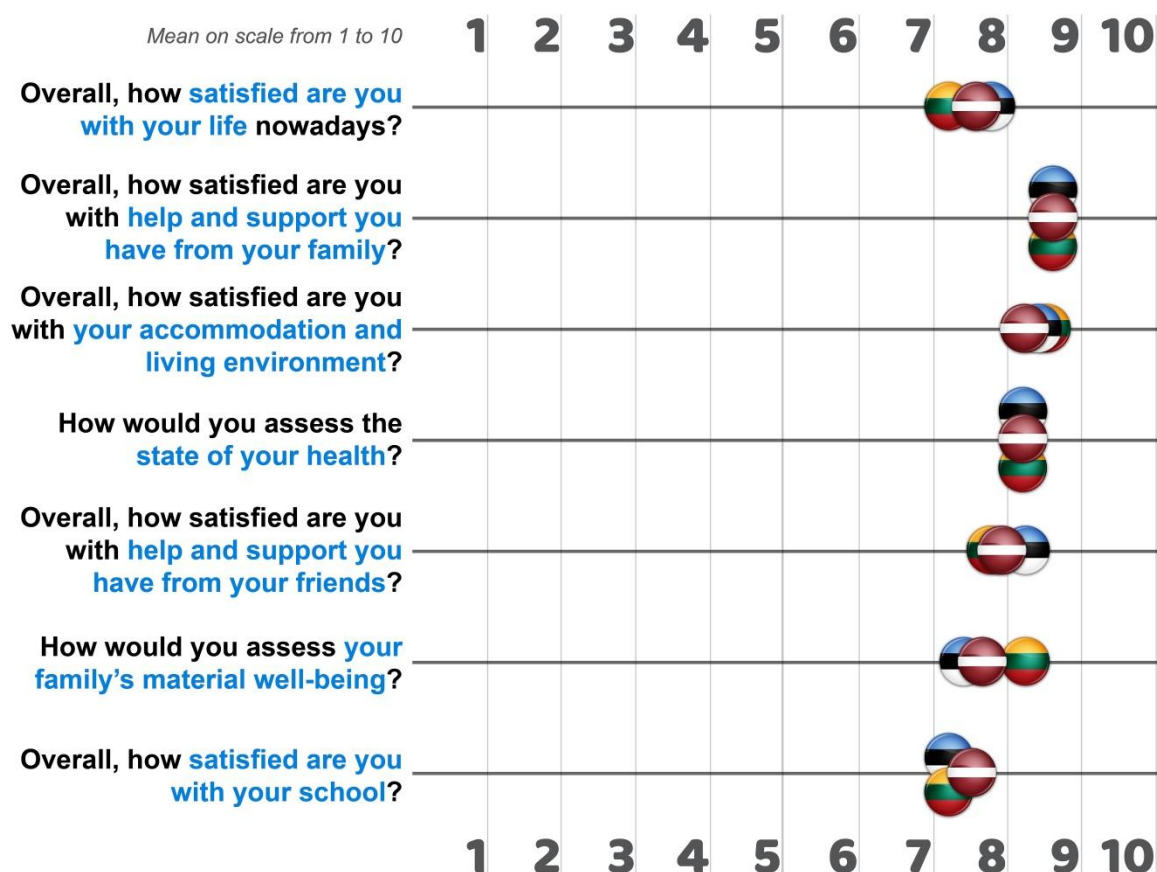 Mean on scale from 1 to 10
1 2 3 4 5 6 7 8 9 10
Overall, how satisfied are you
with your life nowadays?
Overall, how satisfied are you
with help and support you
have from your family?
Overall, how satisfied are you
with your accommodation and
living environment?
How would you assess the
state of your health?
Overall, how satisfied are you
with help and support you
have from your friends?
How would you assess your
family’s material well-being?
Overall, how satisfied are you
with your school?
1 2 3 4 5 6 7 8 9 10